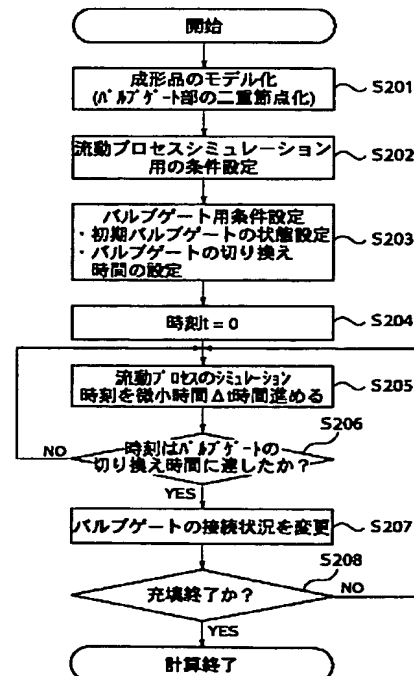 開始
成形品のモデル化
(バルブゲート部の二重節点化)
S201
流動プロセスシミュレーション
用の条件設定
S202
バルブゲート用条件設定
・初期バルブゲートの状態設定
・バルブゲートの切り換え
時間の設定
S203
時刻t=0
S204
流動プロセスのシミュレーション
時刻を微小時間Δt時間進める
S205
時刻はバルブゲートの
切り換え時間に達したか?
S206
NO
YES
バルブゲートの接続状況を変更
S207
充填終了か?
S208
NO
YES
計算終了